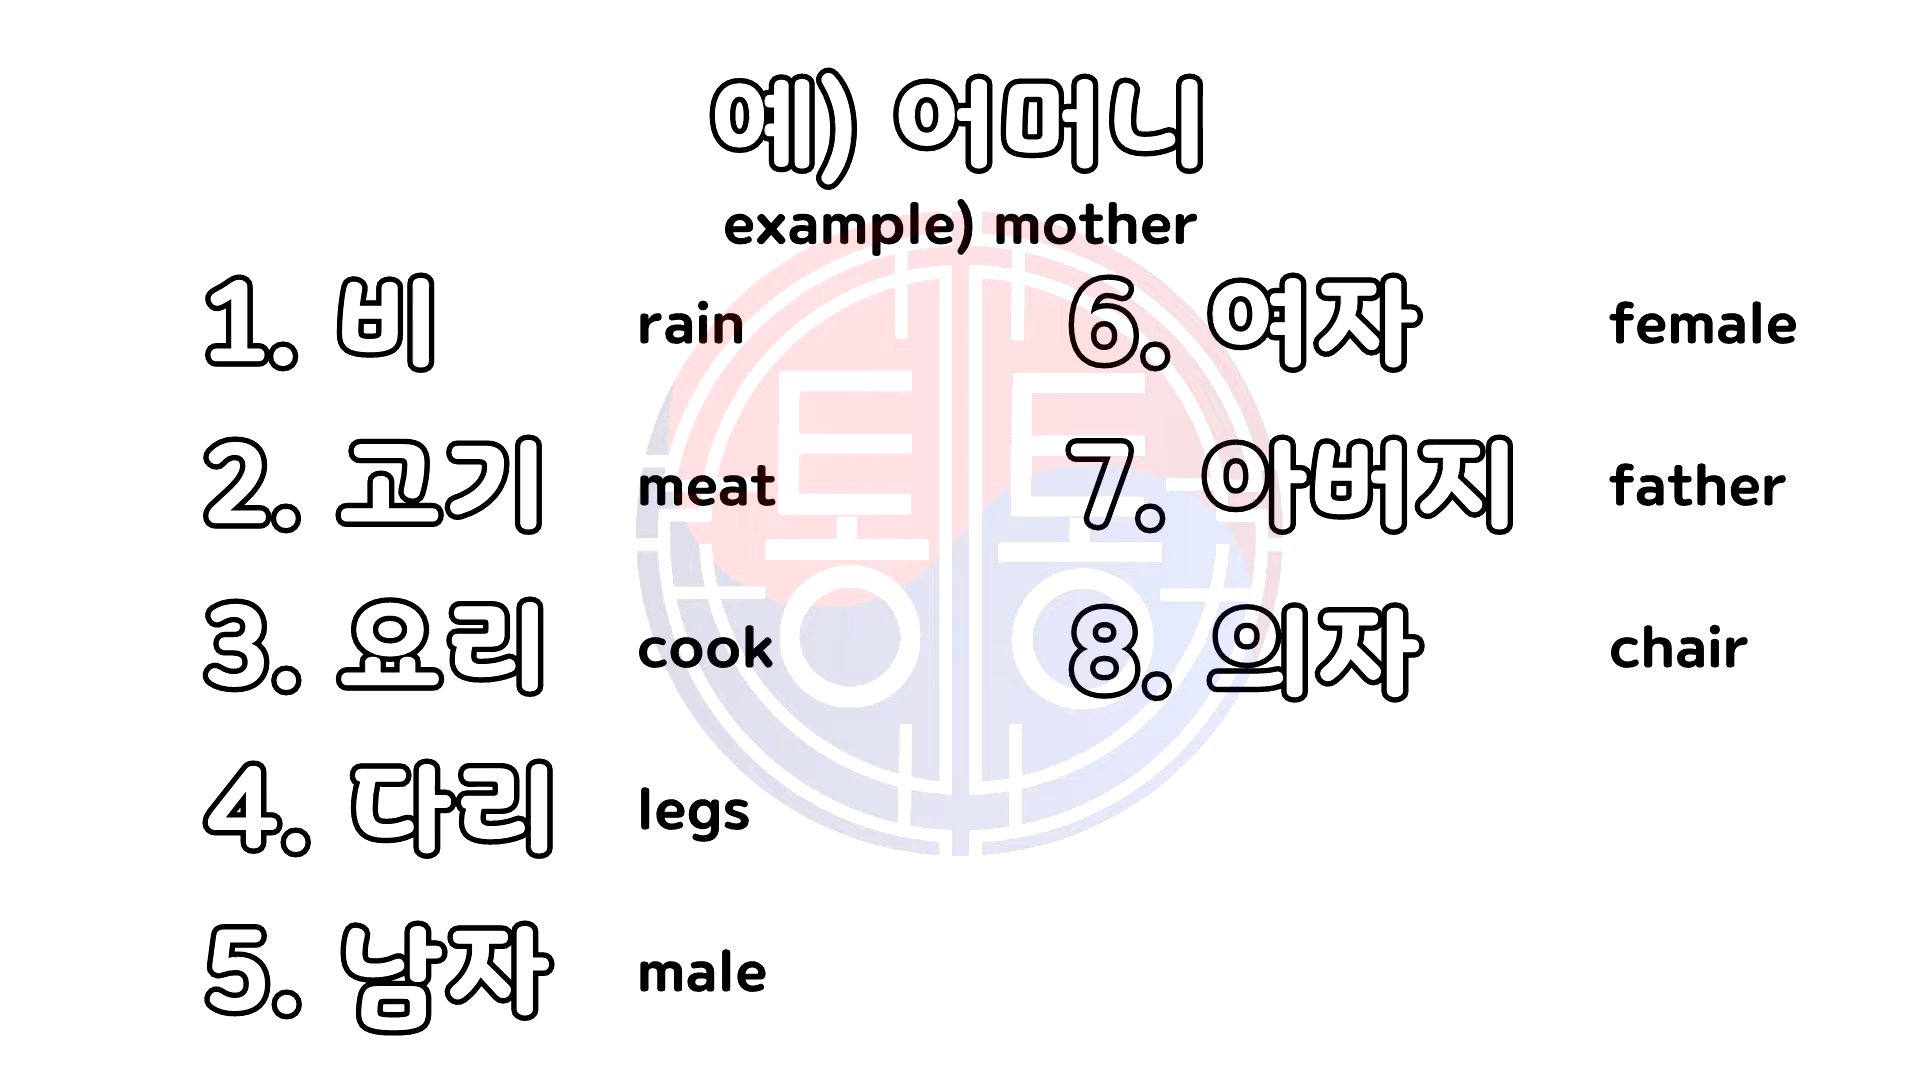 예) 어머니
example) mother
1. 비 rain
2. 고기 meat
3. 요리 cook
4. 다리 legs
5. 남자 male
6. 여자 female
7. 아버지 father
8. 의자 chair
통통